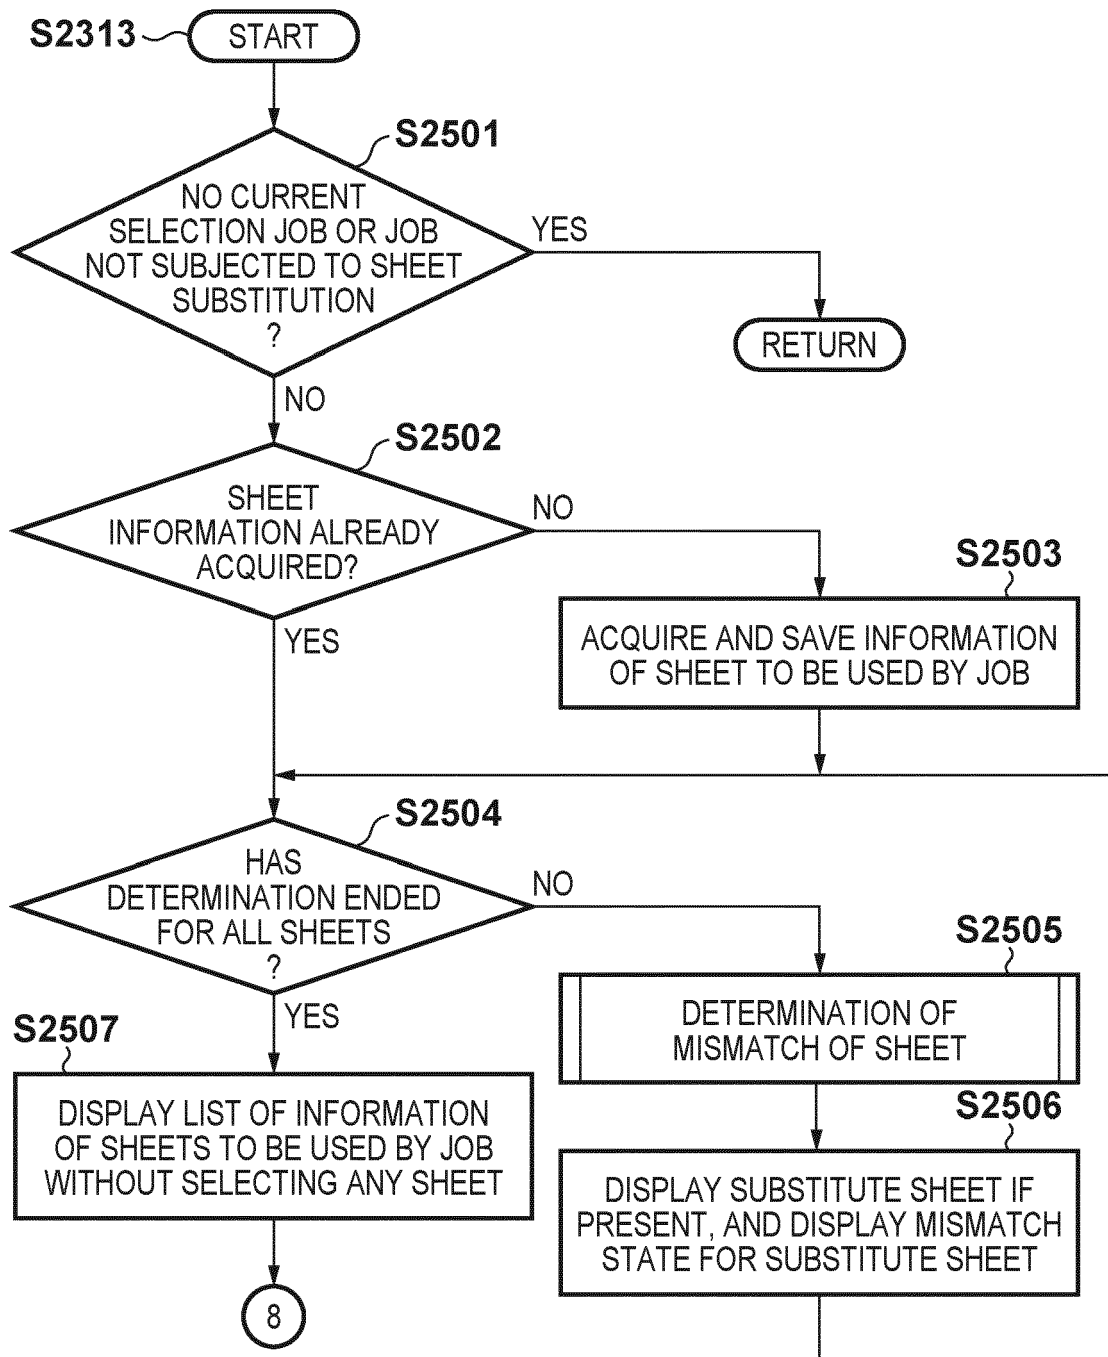 S2313
START
S2501
NO CURRENT
SELECTION JOB OR JOB
NOT SUBJECTED TO SHEET
SUBSTITUTION
?
YES
RETURN
NO
S2502
SHEET
INFORMATION ALREADY
ACQUIRED?
NO
YES
S2503
ACQUIRE AND SAVE INFORMATION
OF SHEET TO BE USED BY JOB
S2504
HAS
DETERMINATION ENDED
FOR ALL SHEETS
?
NO
YES
S2505
DETERMINATION OF
MISMATCH OF SHEET
S2506
DISPLAY SUBSTITUTE SHEET IF
PRESENT, AND DISPLAY MISMATCH
STATE FOR SUBSTITUTE SHEET
S2507
DISPLAY LIST OF INFORMATION
OF SHEETS TO BE USED BY JOB
WITHOUT SELECTING ANY SHEET
8